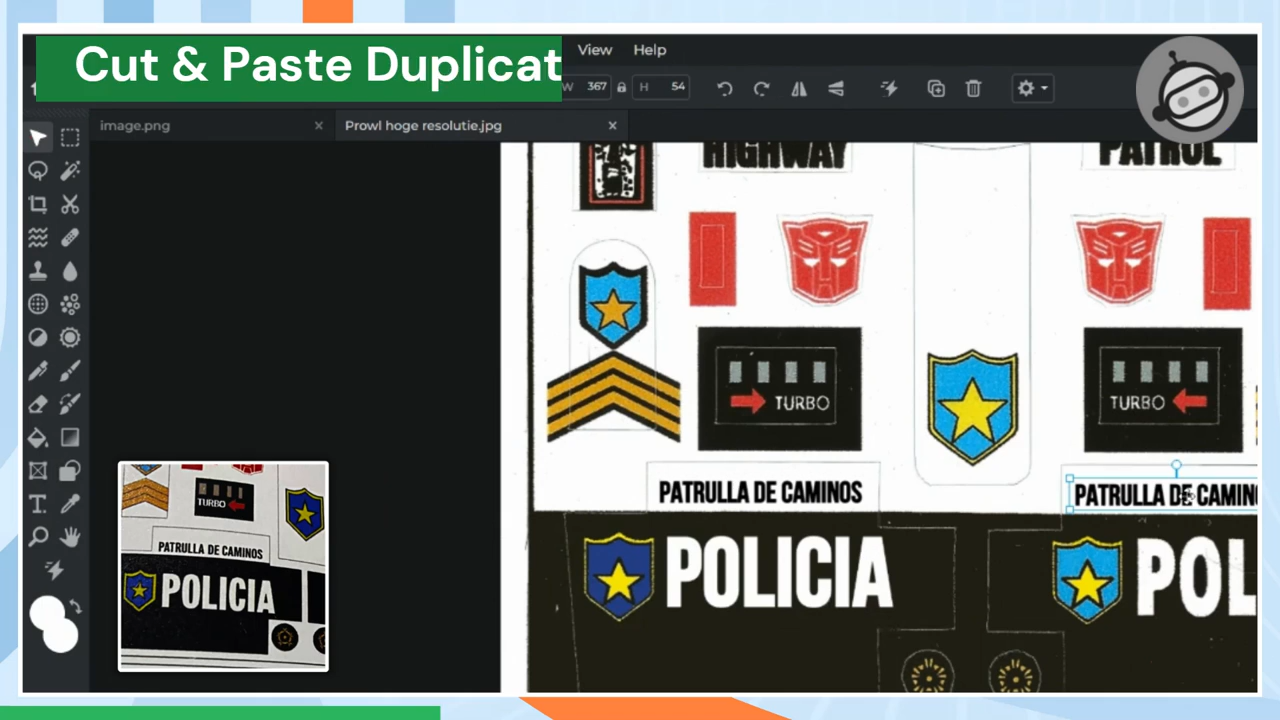 Cut & Paste Duplicat
View Help
W 367 H 54
image.png × Prowl hoge resolutie.jpg ×
HIGHWAY
PATROL
TURBO
TURBO
PATRULLA DE CAMINOS
PATRULLA DE CAMIN
POLICIA
POL
TURBO
PATRULLA DE CAMINOS
POLICIA